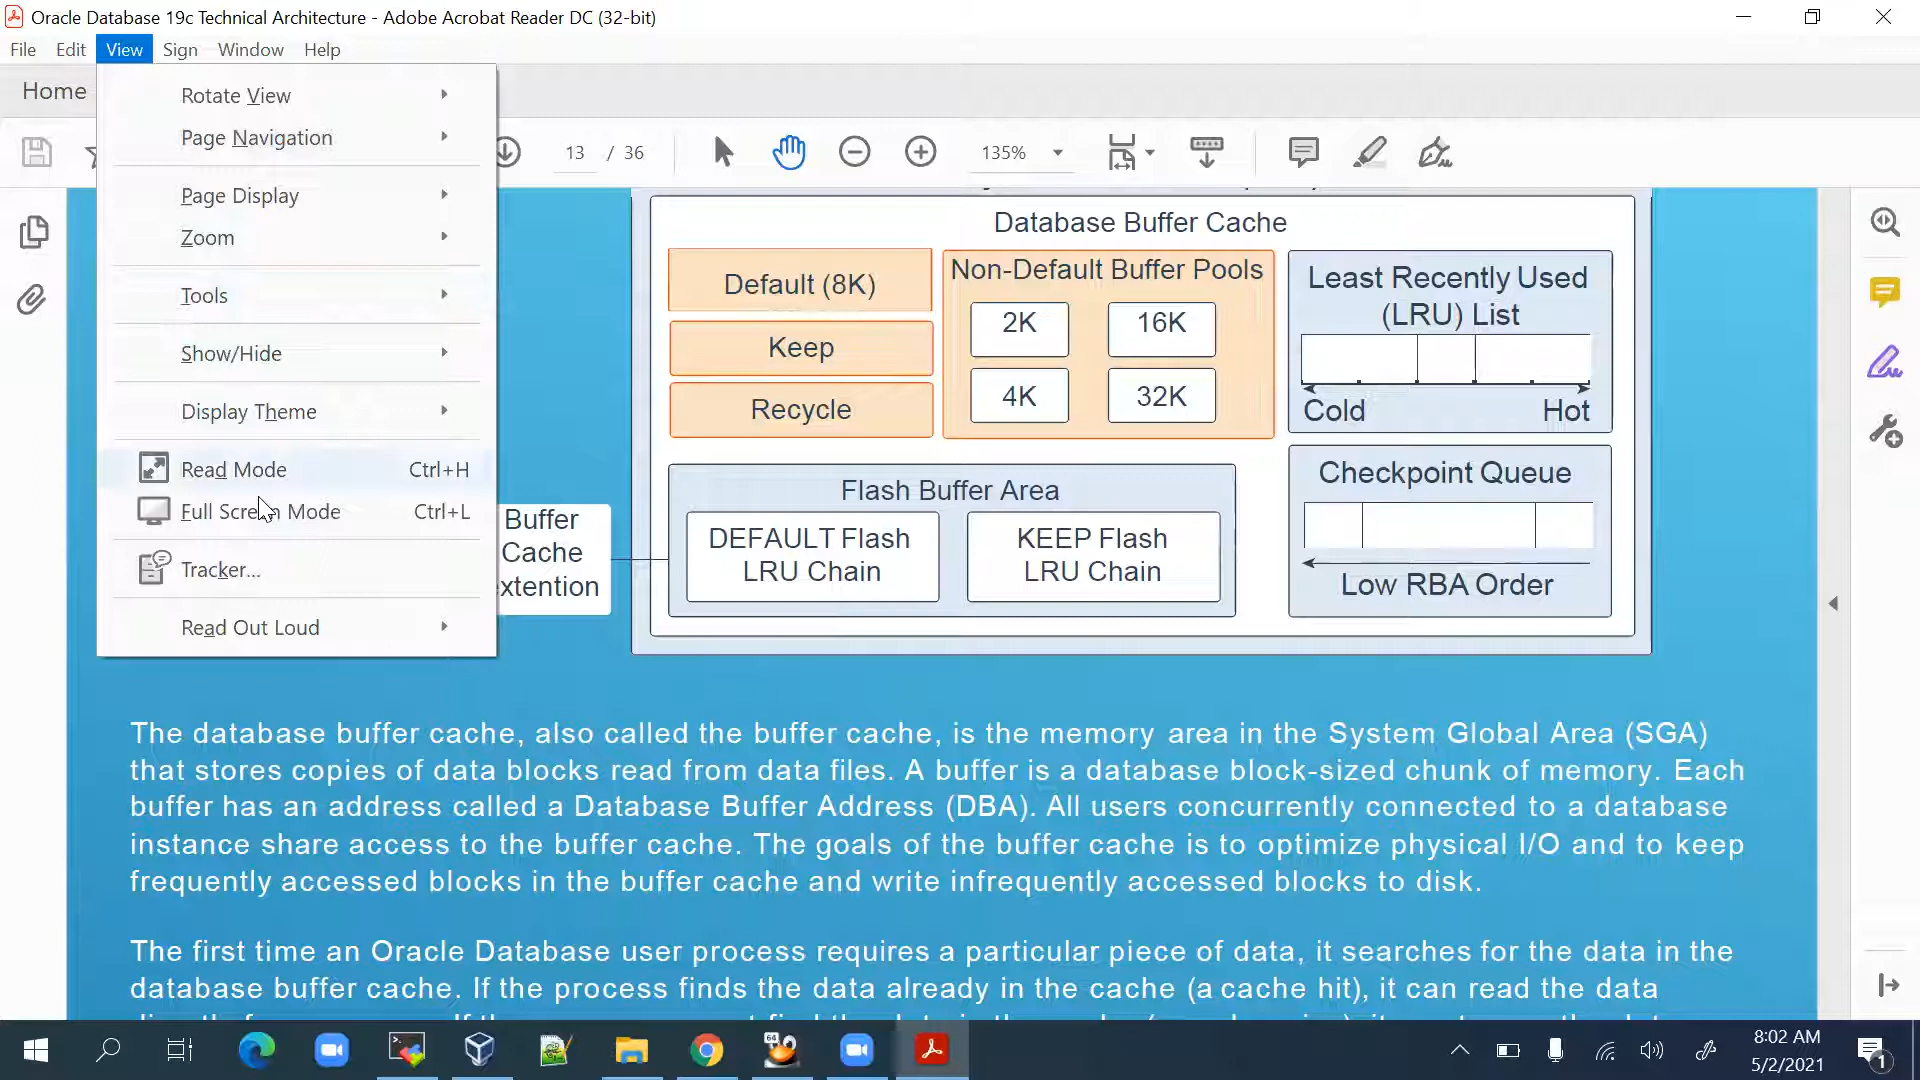 Oracle Database 19c Technical Architecture - Adobe Acrobat Reader DC (32-bit)
File Edit View Sign Window Help
Home
Rotate View
Page Navigation
Page Display
Zoom
Tools
Show/Hide
Display Theme
Read Mode Ctrl+H
Full Screen Mode Ctrl+L
Tracker...
Read Out Loud
13 / 36
135%
Database Buffer Cache
Default (8K)
Keep
Recycle
Non-Default Buffer Pools
2K 16K
4K 32K
Least Recently Used
(LRU) List
Cold Hot
Buffer
Cache
xtention
Flash Buffer Area
DEFAULT Flash
LRU Chain
KEEP Flash
LRU Chain
Checkpoint Queue
Low RBA Order
The database buffer cache, also called the buffer cache, is the memory area in the System Global Area (SGA)
that stores copies of data blocks read from data files. A buffer is a database block-sized chunk of memory. Each
buffer has an address called a Database Buffer Address (DBA). All users concurrently connected to a database
instance share access to the buffer cache. The goals of the buffer cache is to optimize physical I/O and to keep
frequently accessed blocks in the buffer cache and write infrequently accessed blocks to disk.
The first time an Oracle Database user process requires a particular piece of data, it searches for the data in the
database buffer cache. If the process finds the data already in the cache (a cache hit), it can read the data
64
8:02 AM
5/2/2021
1